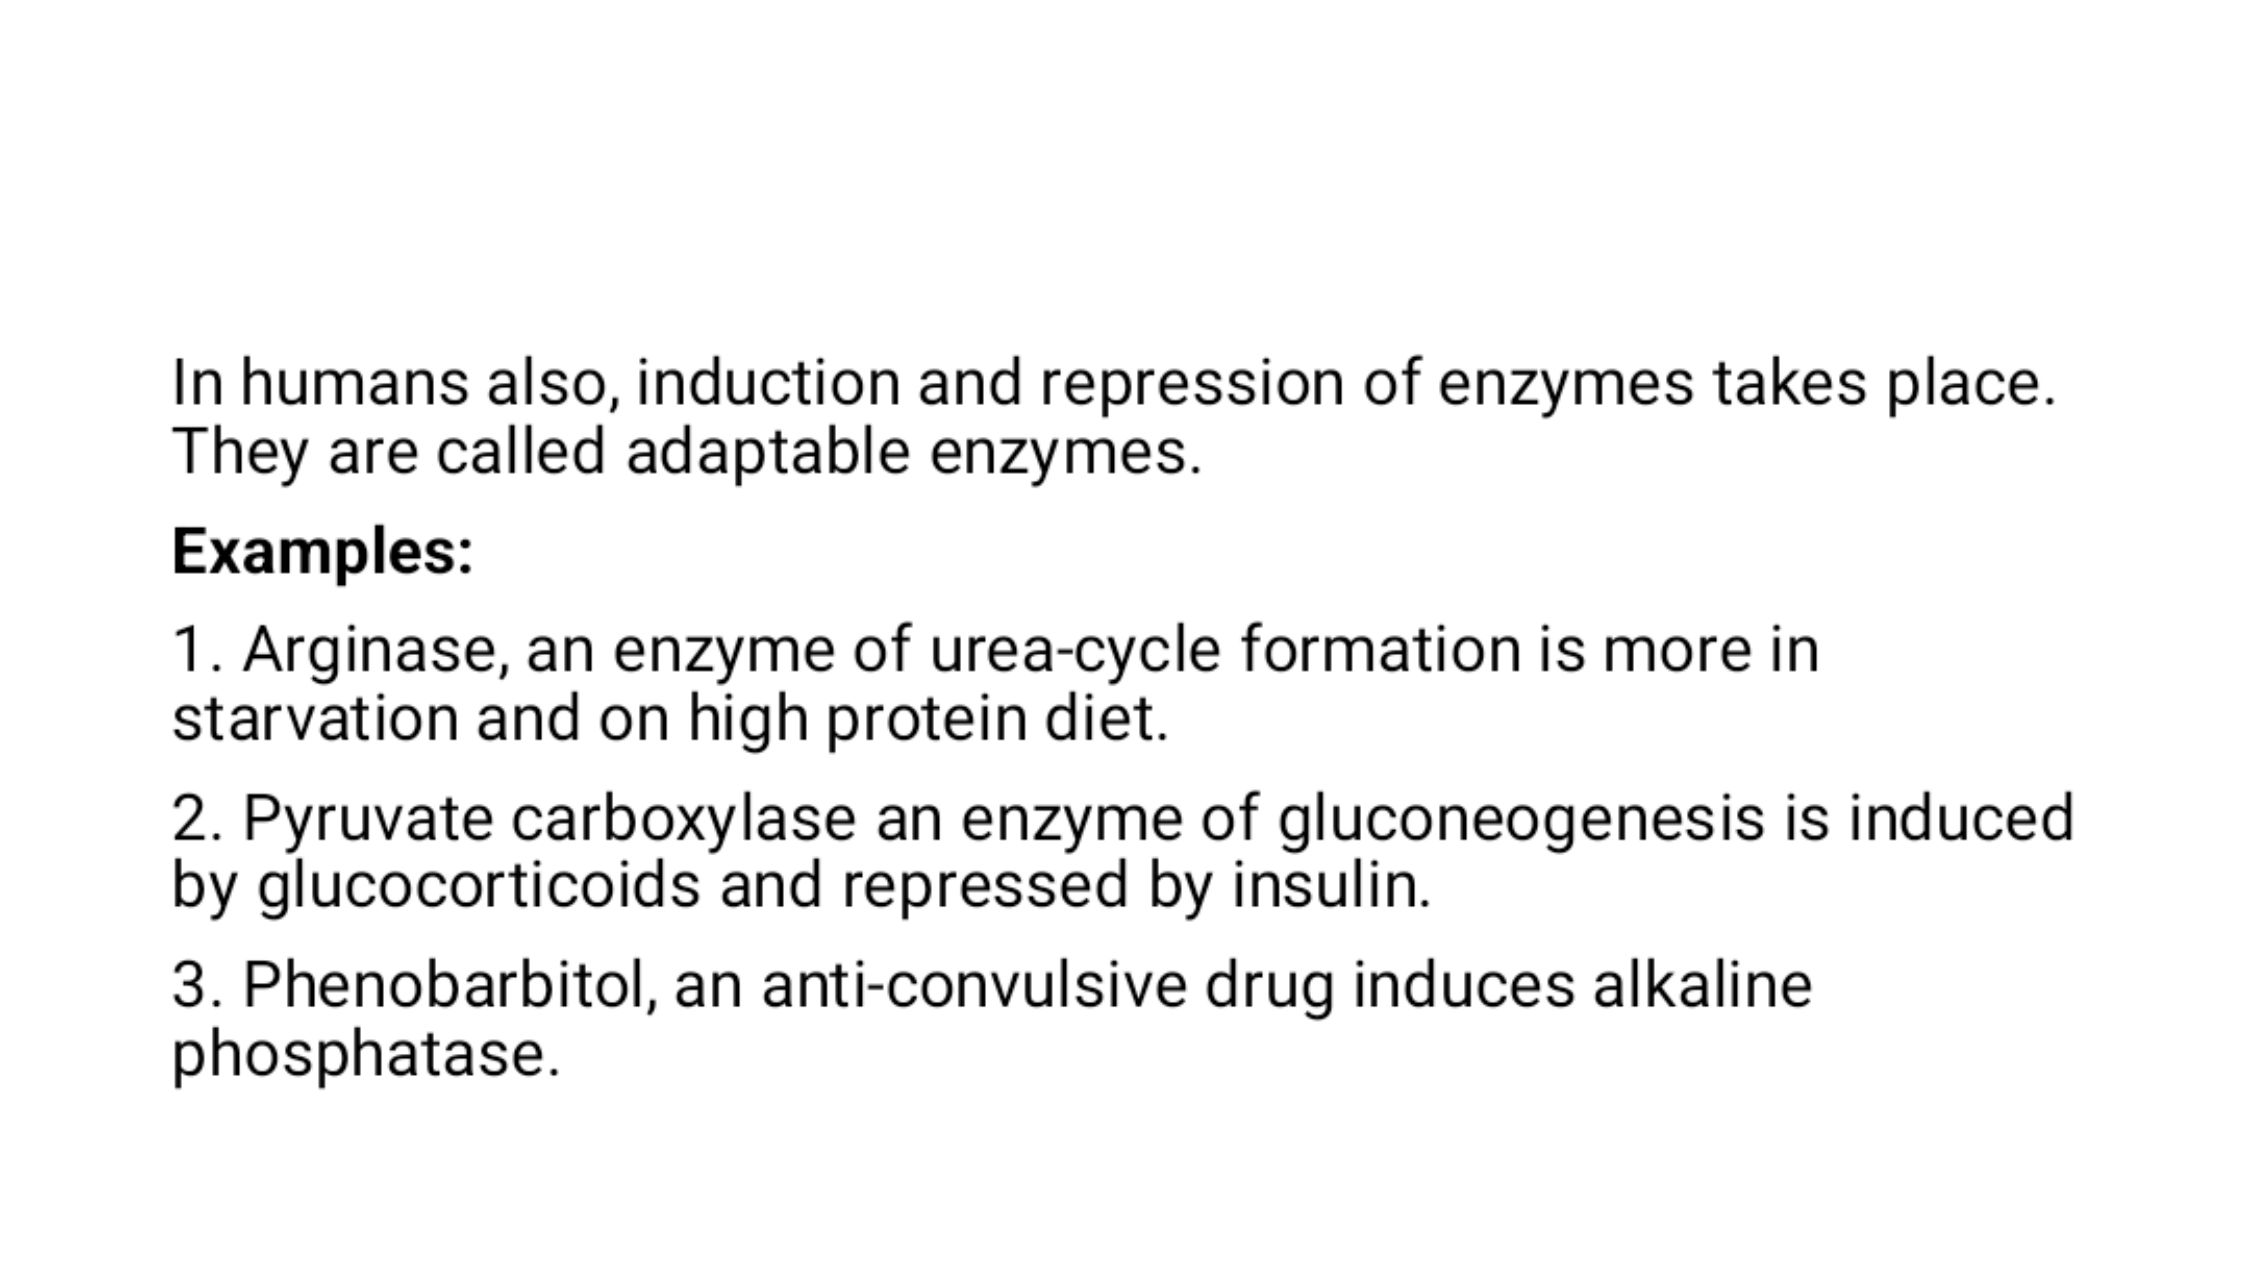 In humans also, induction and repression of enzymes takes place.
They are called adaptable enzymes.
Examples:
1. Arginase, an enzyme of urea-cycle formation is more in
starvation and on high protein diet.
2. Pyruvate carboxylase an enzyme of gluconeogenesis is induced
by glucocorticoids and repressed by insulin.
3. Phenobarbitol, an anti-convulsive drug induces alkaline
phosphatase.